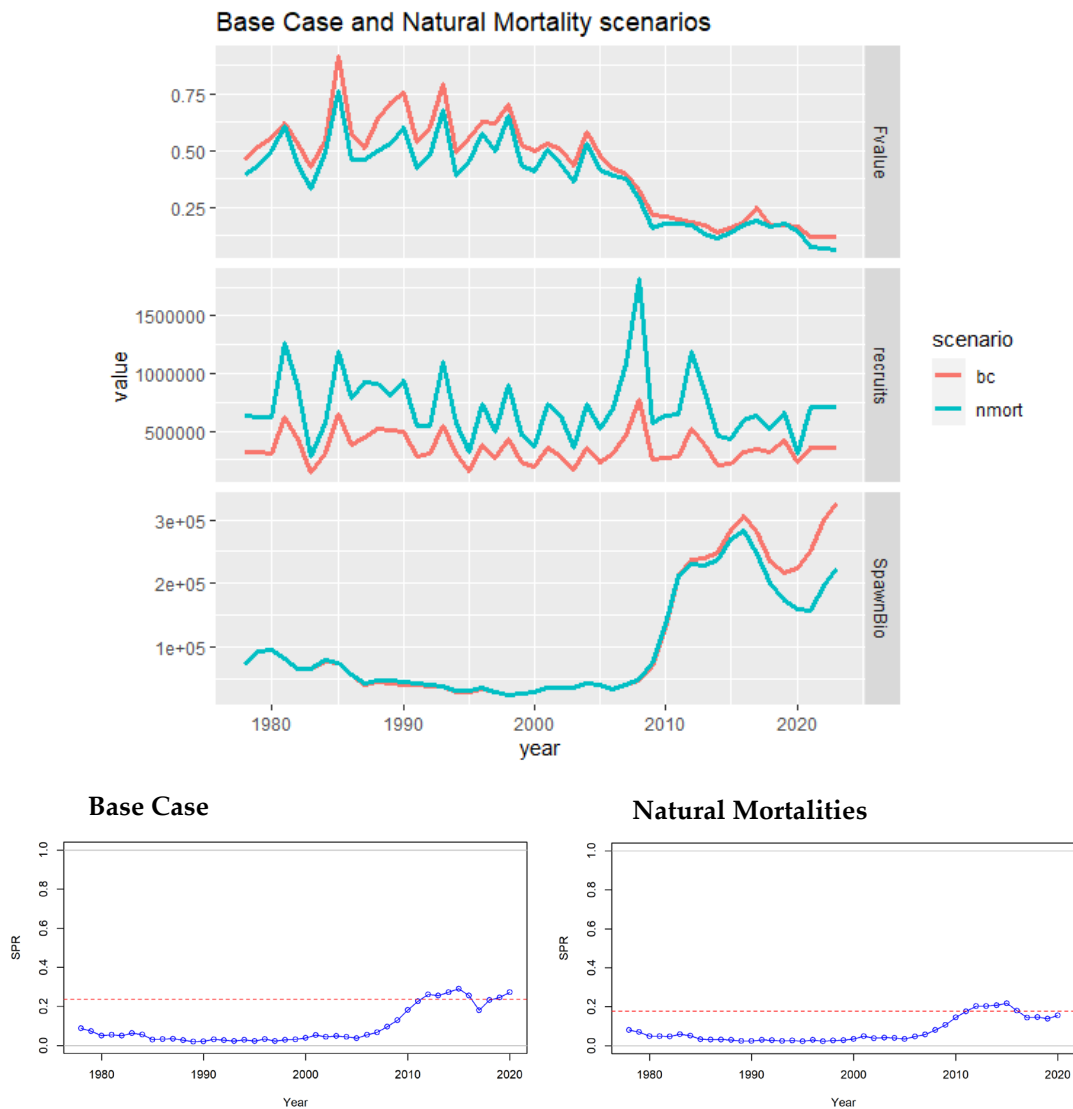 Base Case and Natural Mortality scenarios
0.75
0.50
0.25
Fvalue
1500000
1000000
500000
recruits
value
3e+05
2e+05
1e+05
SpawnBio
1980
1990
2000
2010
2020
year
scenario
bc
nmort
Base Case
1.0
0.8
0.6
0.4
0.2
0.0
SPR
1980
1990
2000
2010
2020
Year
Natural Mortalities
1.0
0.8
0.6
0.4
0.2
0.0
SPR
1980
1990
2000
2010
2020
Year